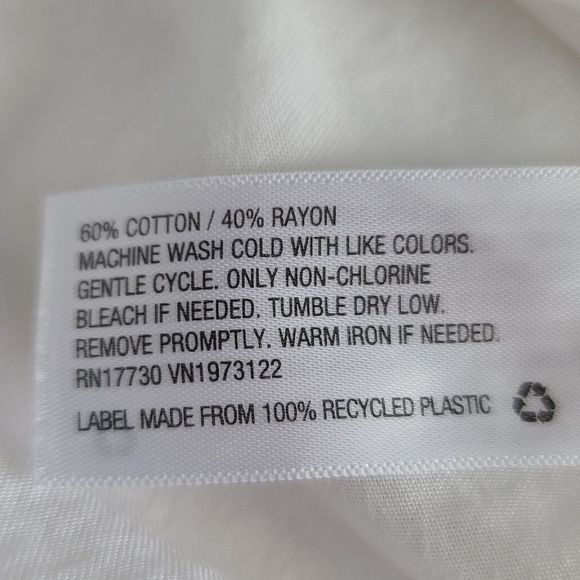 60% COTTON / 40% RAYON
MACHINE WASH COLD WITH LIKE COLORS.
GENTLE CYCLE. ONLY NON-CHLORINE
BLEACH IF NEEDED. TUMBLE DRY LOW.
REMOVE PROMPTLY. WARM IRON IF NEEDED.
RN17730 VN1973122
LABEL MADE FROM 100% RECYCLED PLASTIC